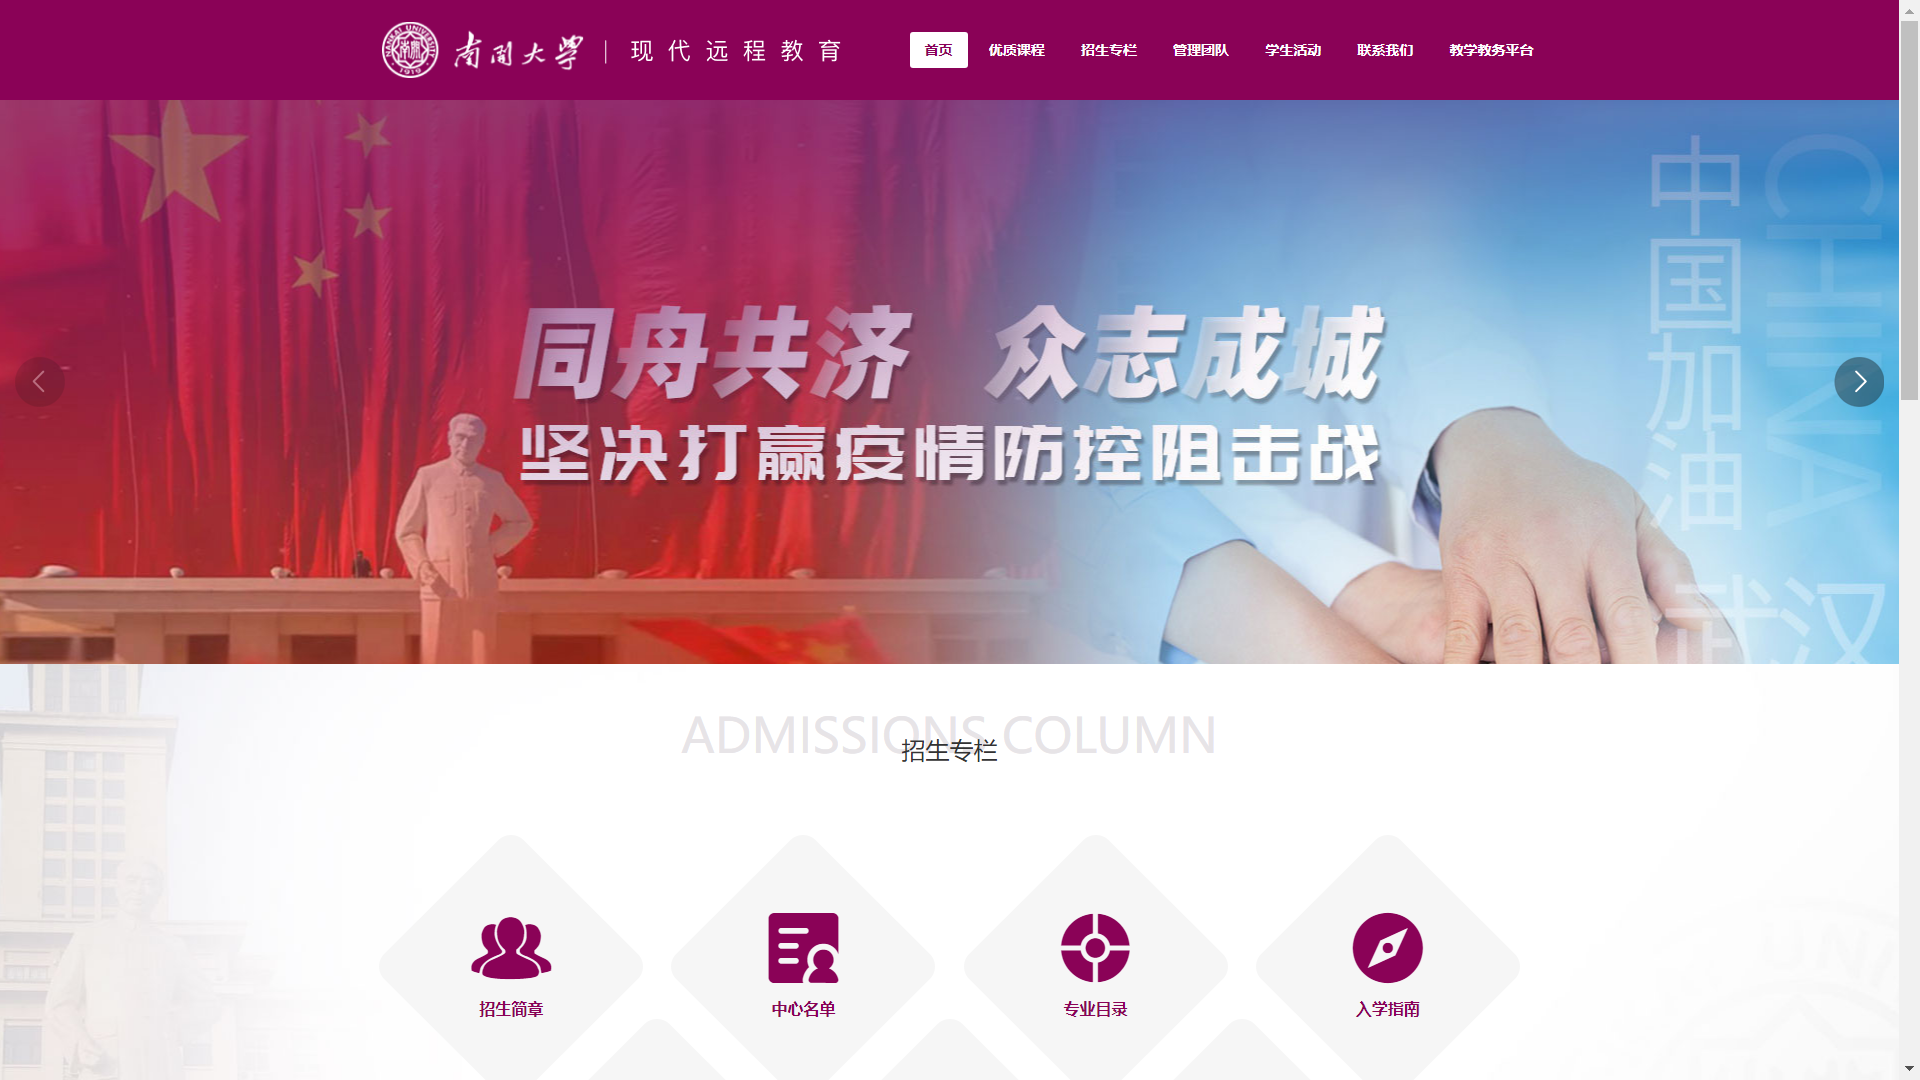 NANKAI UNIVERSITY
1919
南開大學
现代远程教育
首页
优质课程
招生专栏
管理团队
学生活动
联系我们
教学教务平台
同舟共济 众志成城
坚决打赢疫情防控阻击战
中国加油
CHINA
武汉
ADMISSIONS COLUMN
招生专栏
招生简章
中心名单
专业目录
入学指南